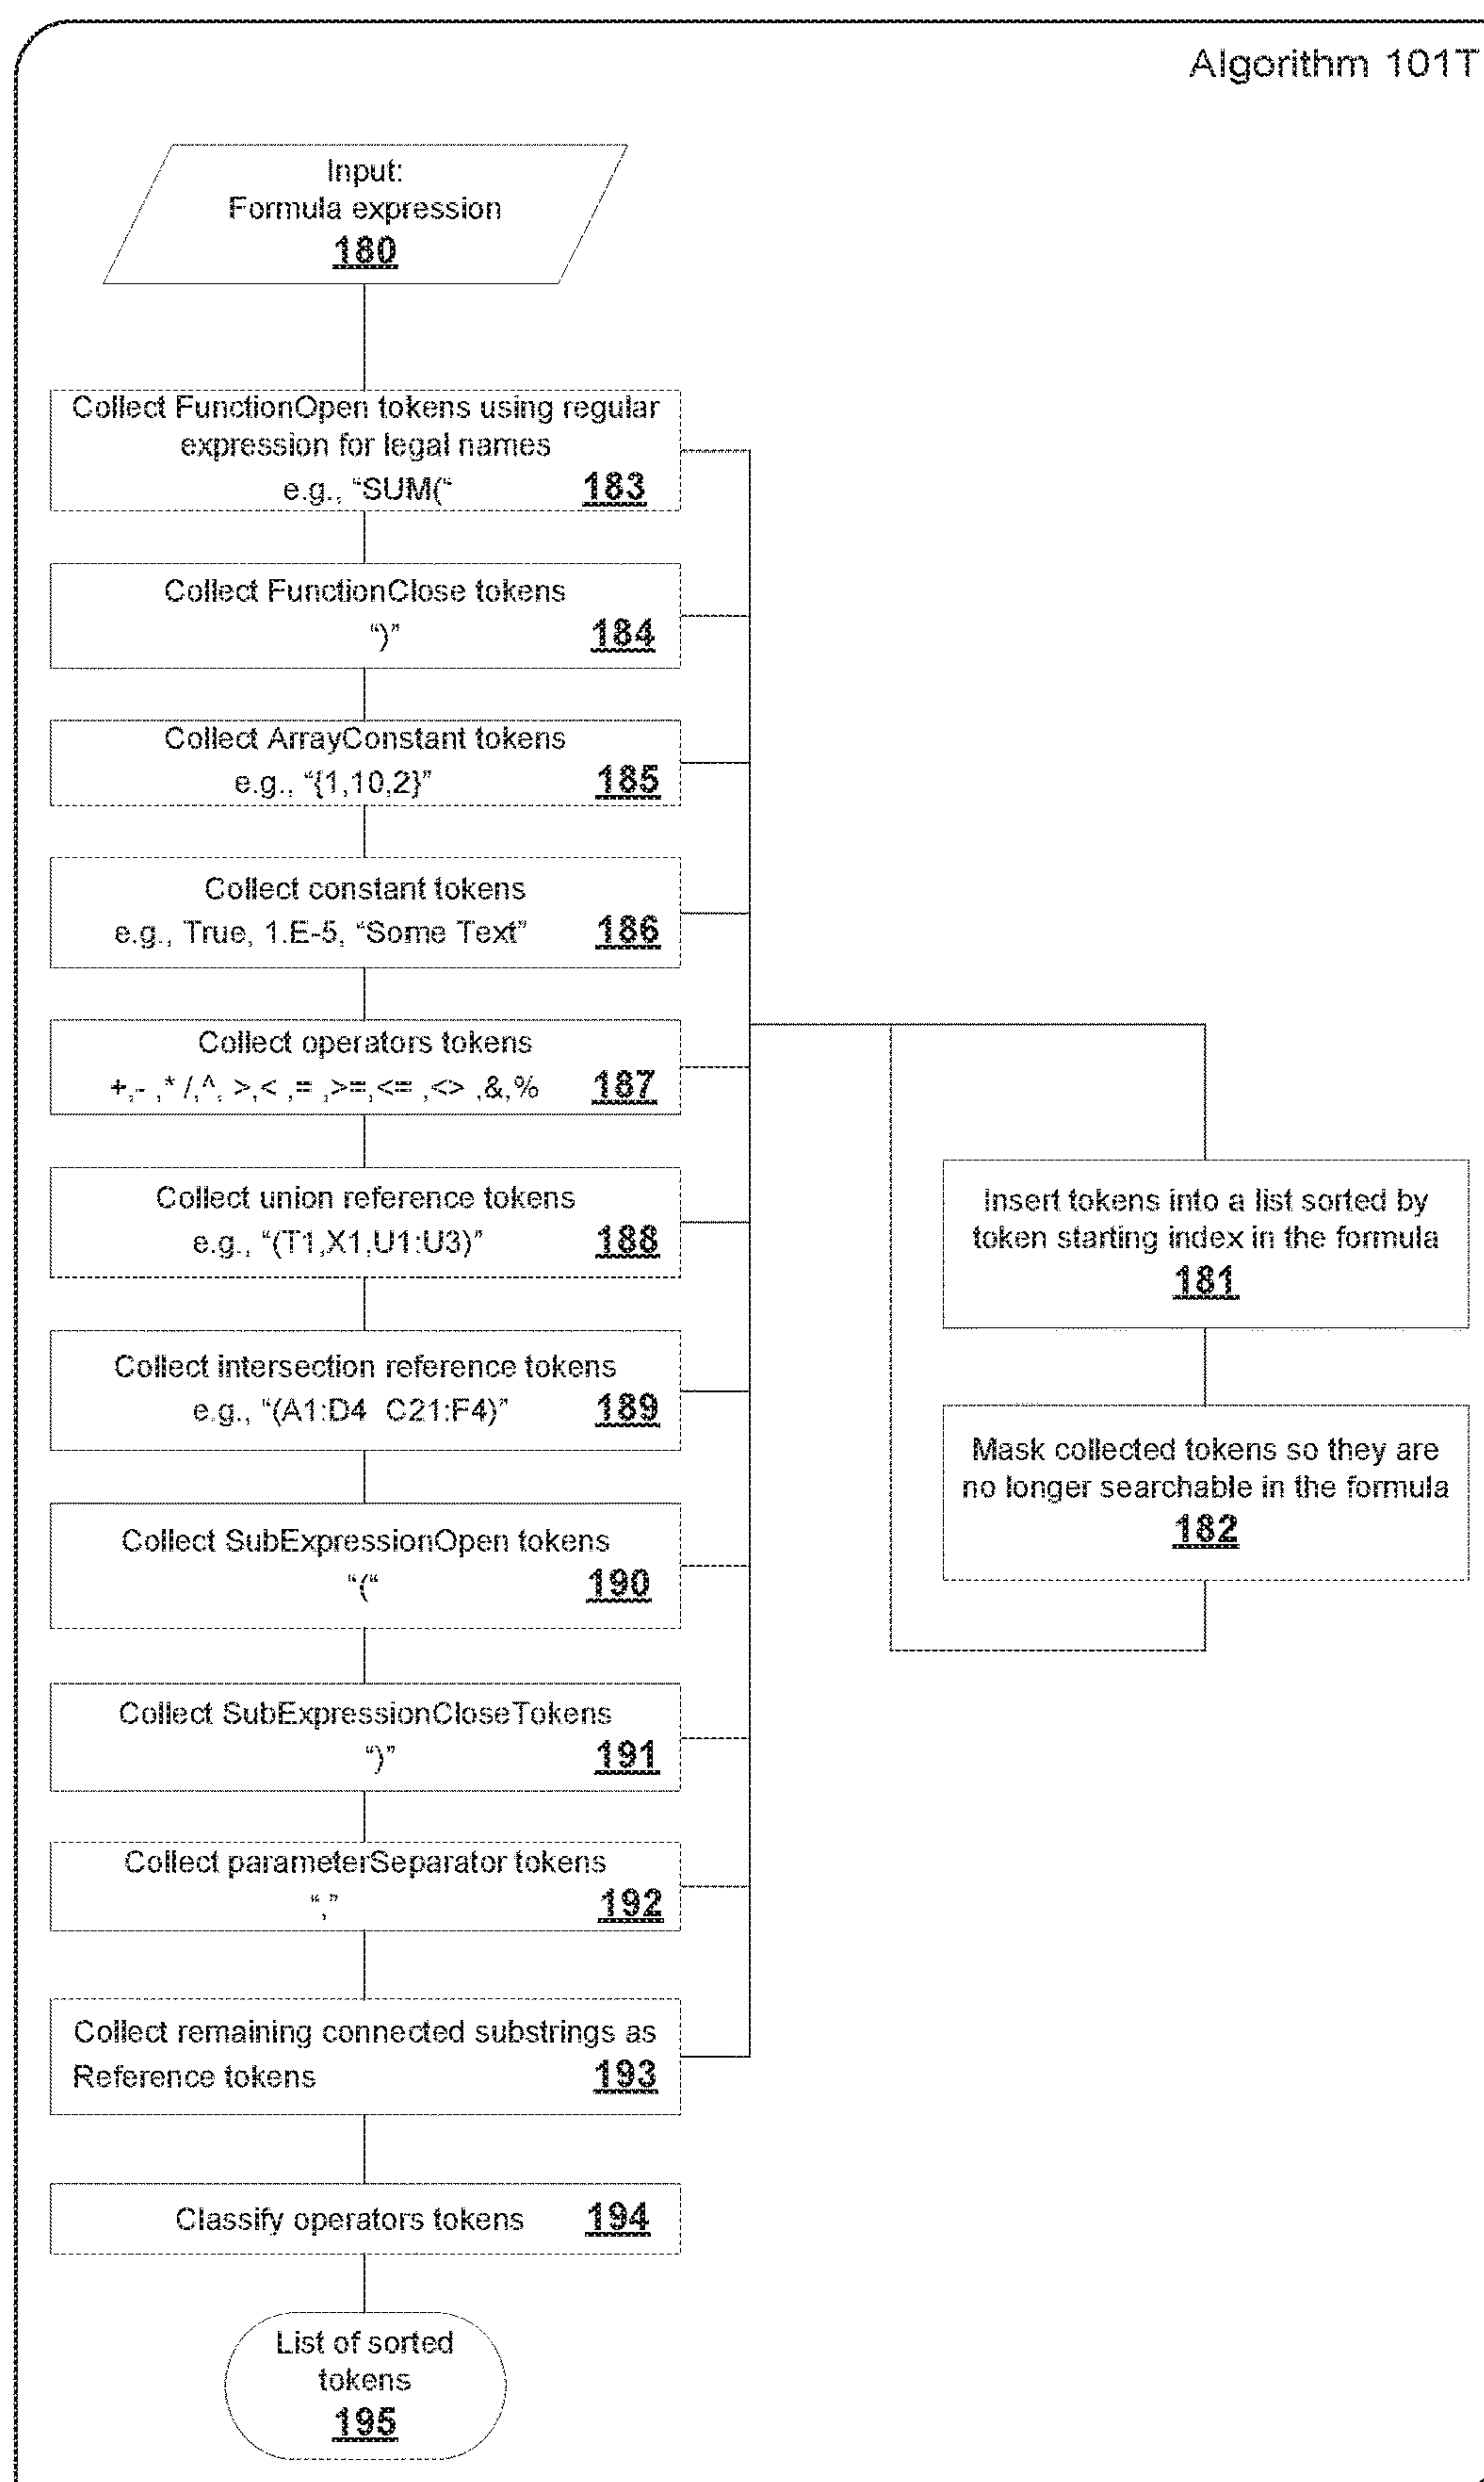 Algorithm 101T
Input:
Formula expression
180
Collect FunctionOpen tokens using regular
expression for legal names
e.g., “SUM(“ 183
Collect FunctionClose tokens
“)” 184
Collect ArrayConstant tokens
e.g., “{1,10,2}” 185
Collect constant tokens
e.g., True, 1.E-5, “Some Text” 186
Collect operators tokens
+,- ,* /,^, >,< ,= ,>=,<= ,<> ,&,% 187
Collect union reference tokens
e.g., “(T1,X1,U1:U3)” 188
Collect intersection reference tokens
e.g., “(A1:D4 C21:F4)” 189
Collect SubExpressionOpen tokens
“(“ 190
Collect SubExpressionCloseTokens
“)” 191
Collect parameterSeparator tokens
“,” 192
Collect remaining connected substrings as
Reference tokens 193
Classify operators tokens 194
List of sorted
tokens
195
Insert tokens into a list sorted by
token starting index in the formula
181
Mask collected tokens so they are
no longer searchable in the formula
182